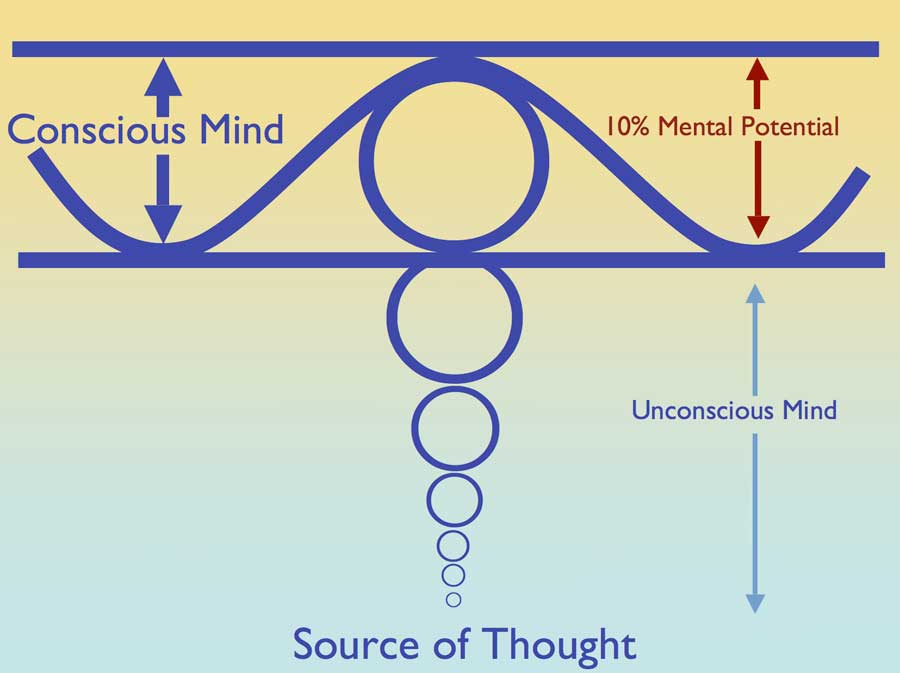 Conscious Mind
10% Mental Potential
Unconscious Mind
Source of Thought